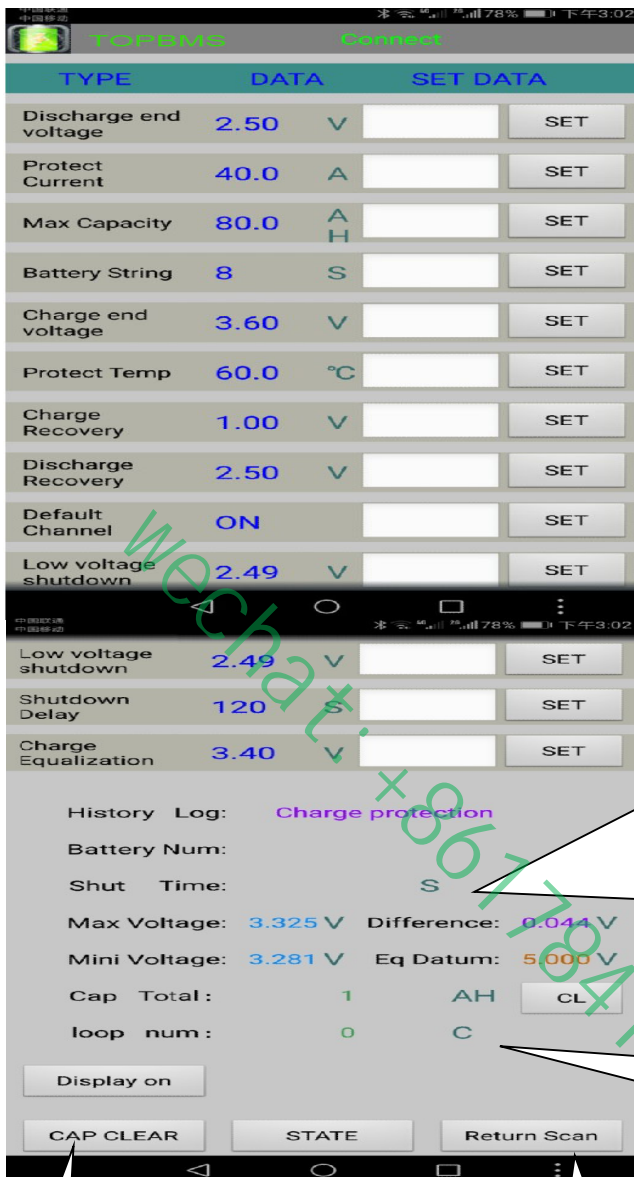 中国联通
中国移动
78% 下午3:02
TOPBMS Connect
TYPE DATA SET DATA
Discharge end
voltage 2.50 V SET
Protect
Current 40.0 A SET
Max Capacity 80.0 A
H SET
Battery String 8 S SET
Charge end
voltage 3.60 V SET
Protect Temp 60.0 °C SET
Charge
Recovery 1.00 V SET
Discharge
Recovery 2.50 V SET
Default
Channel ON SET
Low voltage
shutdown 2.49 V SET
中国联通
中国移动
78% 下午3:02
Low voltage
shutdown 2.49 V SET
Shutdown
Delay 120 S SET
Charge
Equalization 3.40 V SET
History Log: Charge protection
Battery Num:
Shut Time: S
Max Voltage: 3.325 V Difference: 0.044 V
Mini Voltage: 3.281 V Eq Datum: 5.000 V
Cap Total: 1 AH CL
loop num: 0 C
Display on
CAP CLEAR STATE Return Scan
wechat: +861784